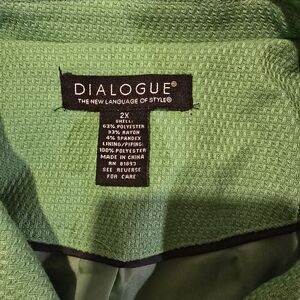 DIALOGUE®
THE NEW LANGUAGE OF STYLE®
2X
SHELL:
63% POLYESTER
33% RAYON
4% SPANDEX
LINING/PIPING:
100% POLYESTER
MADE IN CHINA
RN 81893
SEE REVERSE
FOR CARE